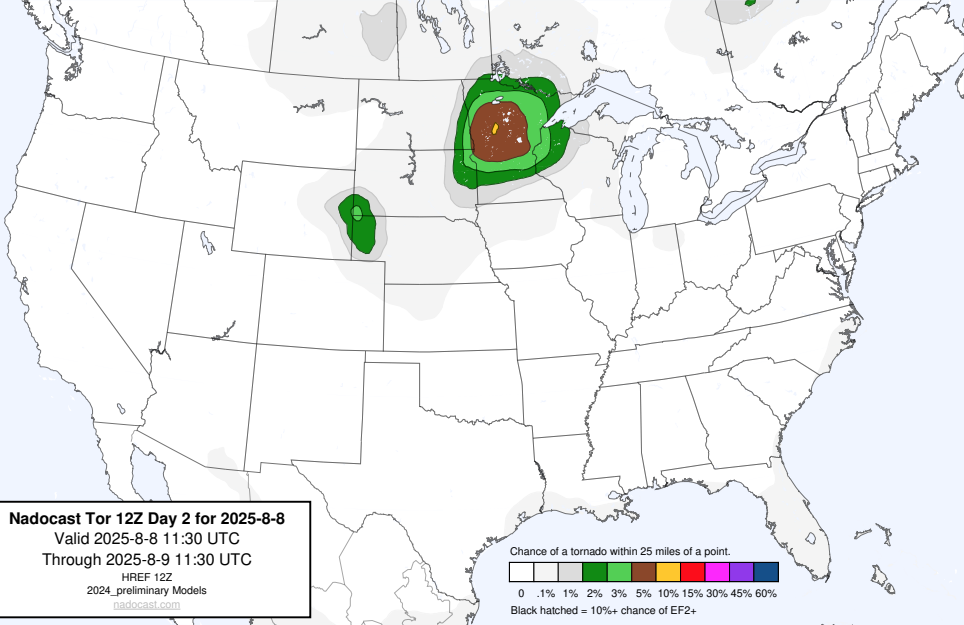 Nadocast Tor 12Z Day 2 for 2025-8-8
Valid 2025-8-8 11:30 UTC
Through 2025-8-9 11:30 UTC
HREF 12Z
2024_preliminary Models
nadocast.com
Chance of a tornado within 25 miles of a point.
0 .1% 1% 2% 3% 5% 10% 15% 30% 45% 60%
Black hatched = 10%+ chance of EF2+